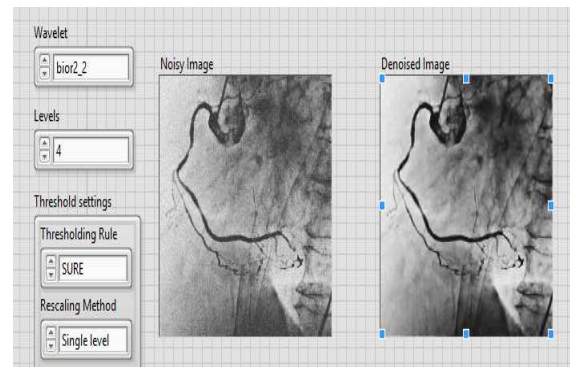 Wavelet
bior2_2
Noisy Image
Denoised Image
Levels
4
Threshold settings
Thresholding Rule
SURE
Rescaling Method
Single level